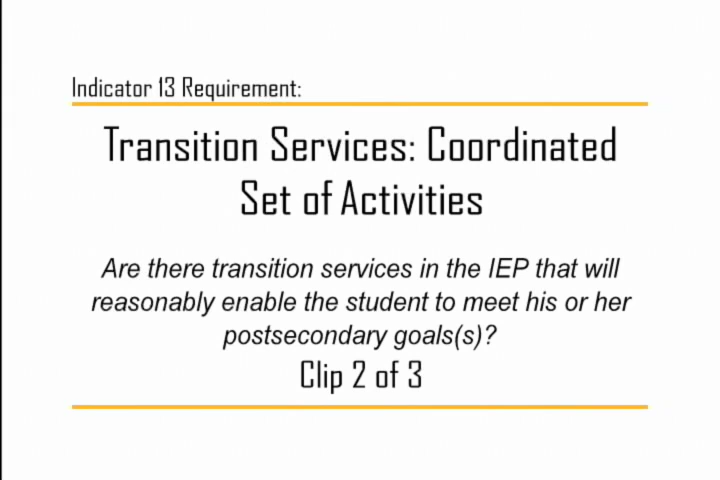 Indicator 13 Requirement:
Transition Services: Coordinated
Set of Activities
Are there transition services in the IEP that will
reasonably enable the student to meet his or her
postsecondary goals(s)?
Clip 2 of 3